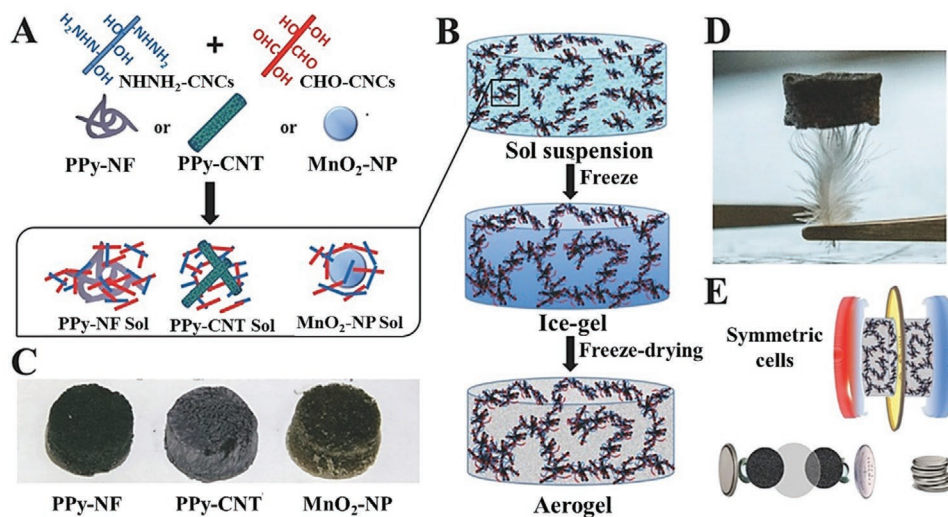 A
H₂NHN
HO
OH
NHNH₂
OH
NHNH₂-CNCs
+
HO
OH
OHC
CHO
OH
CHO-CNCs
PPy-NF
or
PPy-CNT
or
MnO₂-NP
PPy-NF Sol
PPy-CNT Sol
MnO₂-NP Sol
B
Sol suspension
Freeze
Ice-gel
Freeze-drying
Aerogel
C
PPy-NF
PPy-CNT
MnO₂-NP
D
E
Symmetric
cells